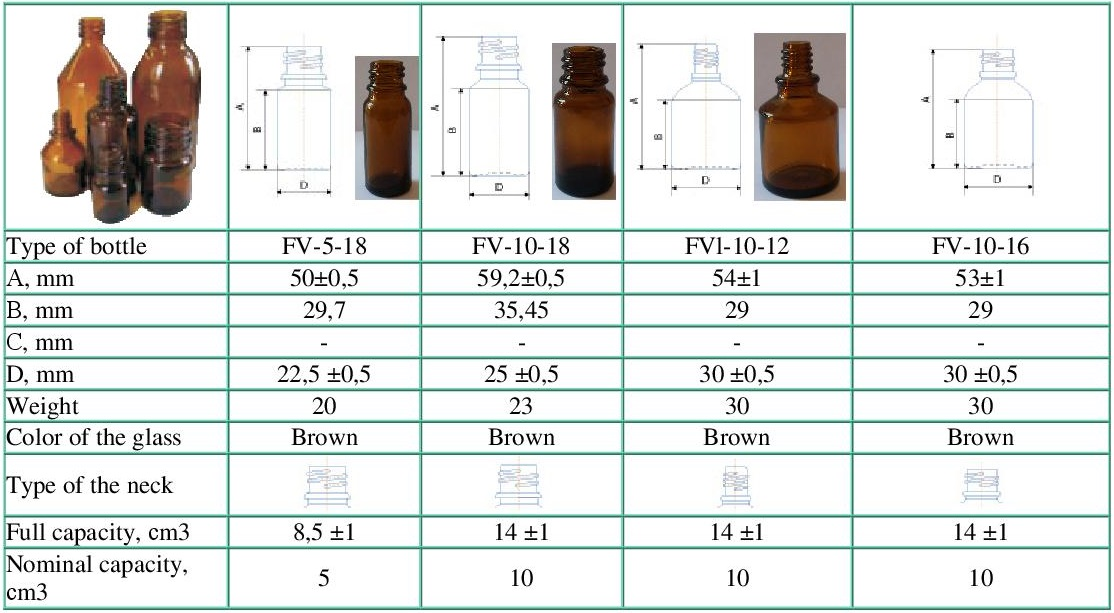 A
B
D
A
B
D
A
B
D
A
B
D
Type of bottle FV-5-18 FV-10-18 FVl-10-12 FV-10-16
A, mm 50±0,5 59,2±0,5 54±1 53±1
B, mm 29,7 35,45 29 29
C, mm - - - -
D, mm 22,5 ±0,5 25 ±0,5 30 ±0,5 30 ±0,5
Weight 20 23 30 30
Color of the glass Brown Brown Brown Brown
Type of the neck
Full capacity, cm3 8,5 ±1 14 ±1 14 ±1 14 ±1
Nominal capacity,
cm3 5 10 10 10